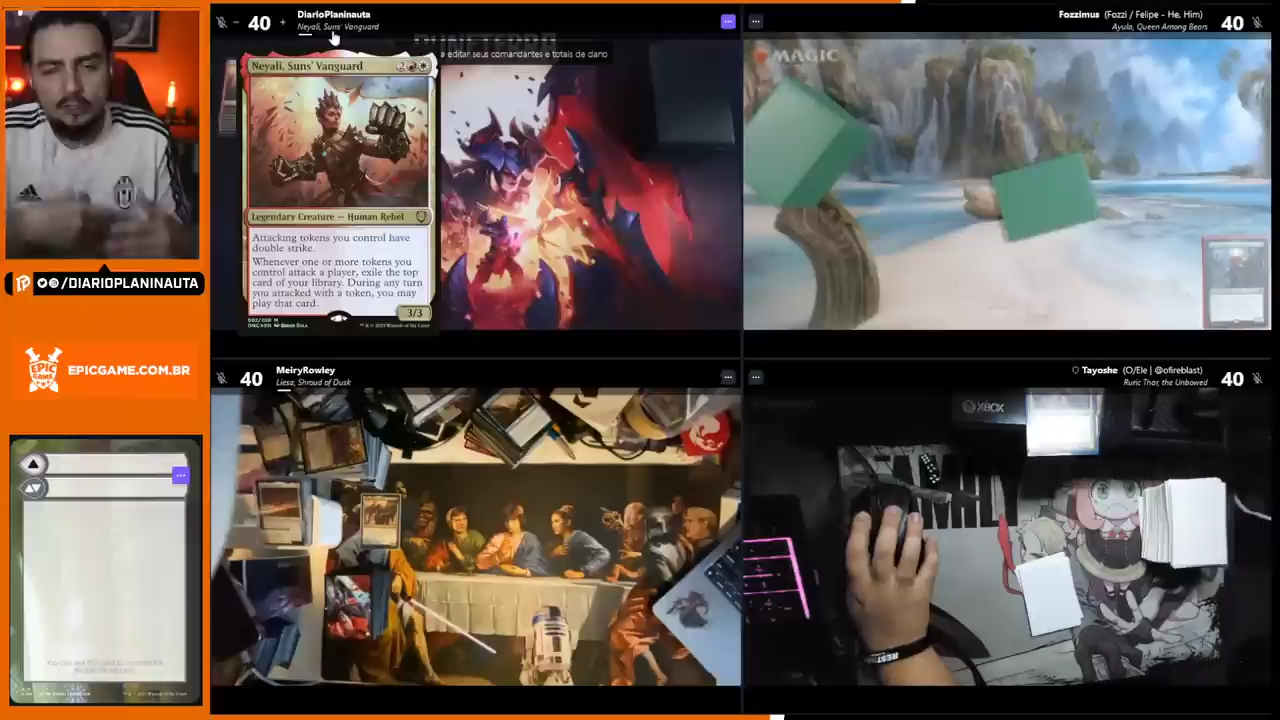 40
DiarioPlaninauta
Neyali, Suns' Vanguard
a editar seus comandantes e totais de dano
Neyali, Suns' Vanguard
2
Legendary Creature — Human Rebel
Attacking tokens you control have
double strike.
Whenever one or more tokens you
control attack a player, exile the top
card of your library. During any turn
you attacked with a token, you may
play that card.
3/3
Fozzimus (Fozzi / Felipe - He, Him)
Ayula, Queen Among Bears
40
MAGIC
@/DIARIOPLANINAUTA
EPIC GAME
EPICGAME.COM.BR
40
MeiryRowley
Liesa, Shroud of Dusk
Tayoshe (O/Ele | @ofireblast)
Ruric Thar, the Unbowed
40
XBOX
REST